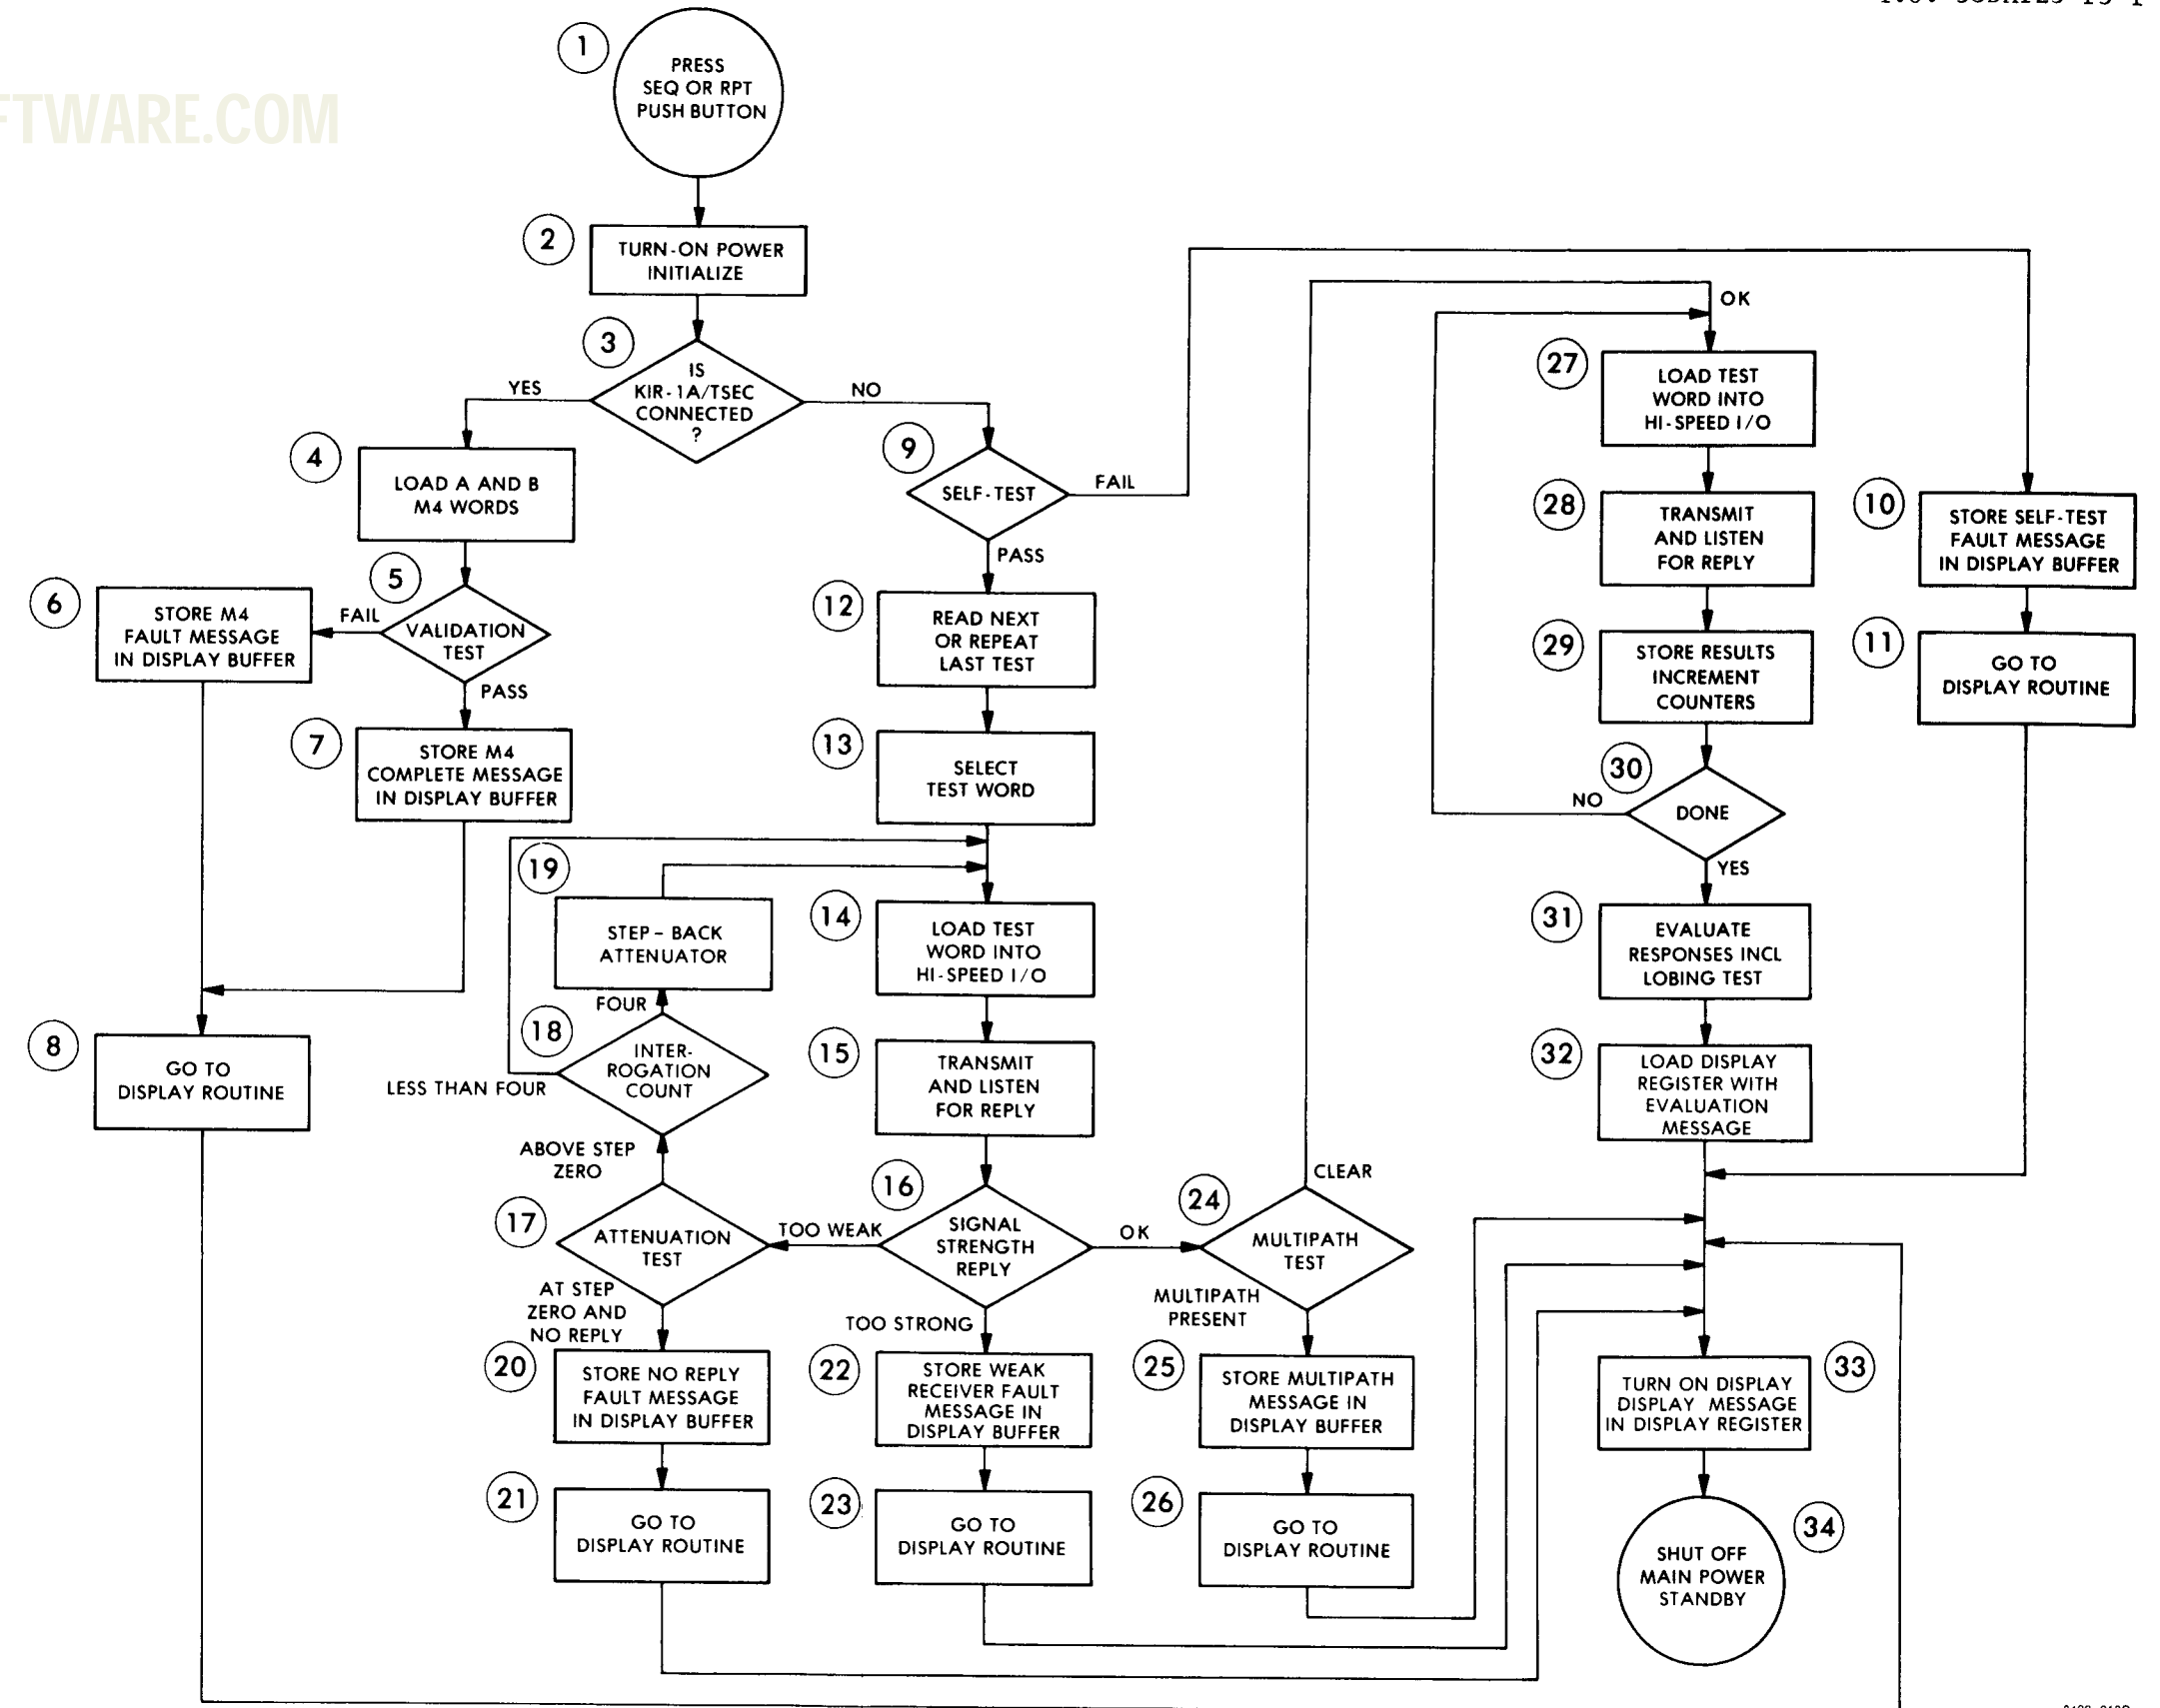 FTWARE.COM
1
PRESS
SEQ OR RPT
PUSH BUTTON
2
TURN-ON POWER
INITIALIZE
3
IS
KIR-1A/TSEC
CONNECTED
?
YES
NO
4
LOAD A AND B
M4 WORDS
5
VALIDATION
TEST
FAIL
PASS
6
STORE M4
FAULT MESSAGE
IN DISPLAY BUFFER
7
STORE M4
COMPLETE MESSAGE
IN DISPLAY BUFFER
8
GO TO
DISPLAY ROUTINE
9
SELF-TEST
FAIL
PASS
10
STORE SELF-TEST
FAULT MESSAGE
IN DISPLAY BUFFER
11
GO TO
DISPLAY ROUTINE
12
READ NEXT
OR REPEAT
LAST TEST
13
SELECT
TEST WORD
14
LOAD TEST
WORD INTO
HI-SPEED I/O
15
TRANSMIT
AND LISTEN
FOR REPLY
16
SIGNAL
STRENGTH
REPLY
TOO WEAK
OK
TOO STRONG
17
ATTENUATION
TEST
ABOVE STEP
ZERO
AT STEP
ZERO AND
NO REPLY
18
INTER-
ROGATION
COUNT
FOUR
LESS THAN FOUR
19
STEP-BACK
ATTENUATOR
20
STORE NO REPLY
FAULT MESSAGE
IN DISPLAY BUFFER
21
GO TO
DISPLAY ROUTINE
22
STORE WEAK
RECEIVER FAULT
MESSAGE IN
DISPLAY BUFFER
23
GO TO
DISPLAY ROUTINE
24
MULTIPATH
TEST
CLEAR
MULTIPATH
PRESENT
25
STORE MULTIPATH
MESSAGE IN
DISPLAY BUFFER
26
GO TO
DISPLAY ROUTINE
OK
27
LOAD TEST
WORD INTO
HI-SPEED I/O
28
TRANSMIT
AND LISTEN
FOR REPLY
29
STORE RESULTS
INCREMENT
COUNTERS
30
DONE
NO
YES
31
EVALUATE
RESPONSES INCL
LOBING TEST
32
LOAD DISPLAY
REGISTER WITH
EVALUATION
MESSAGE
33
TURN ON DISPLAY
DISPLAY MESSAGE
IN DISPLAY REGISTER
34
SHUT OFF
MAIN POWER
STANDBY